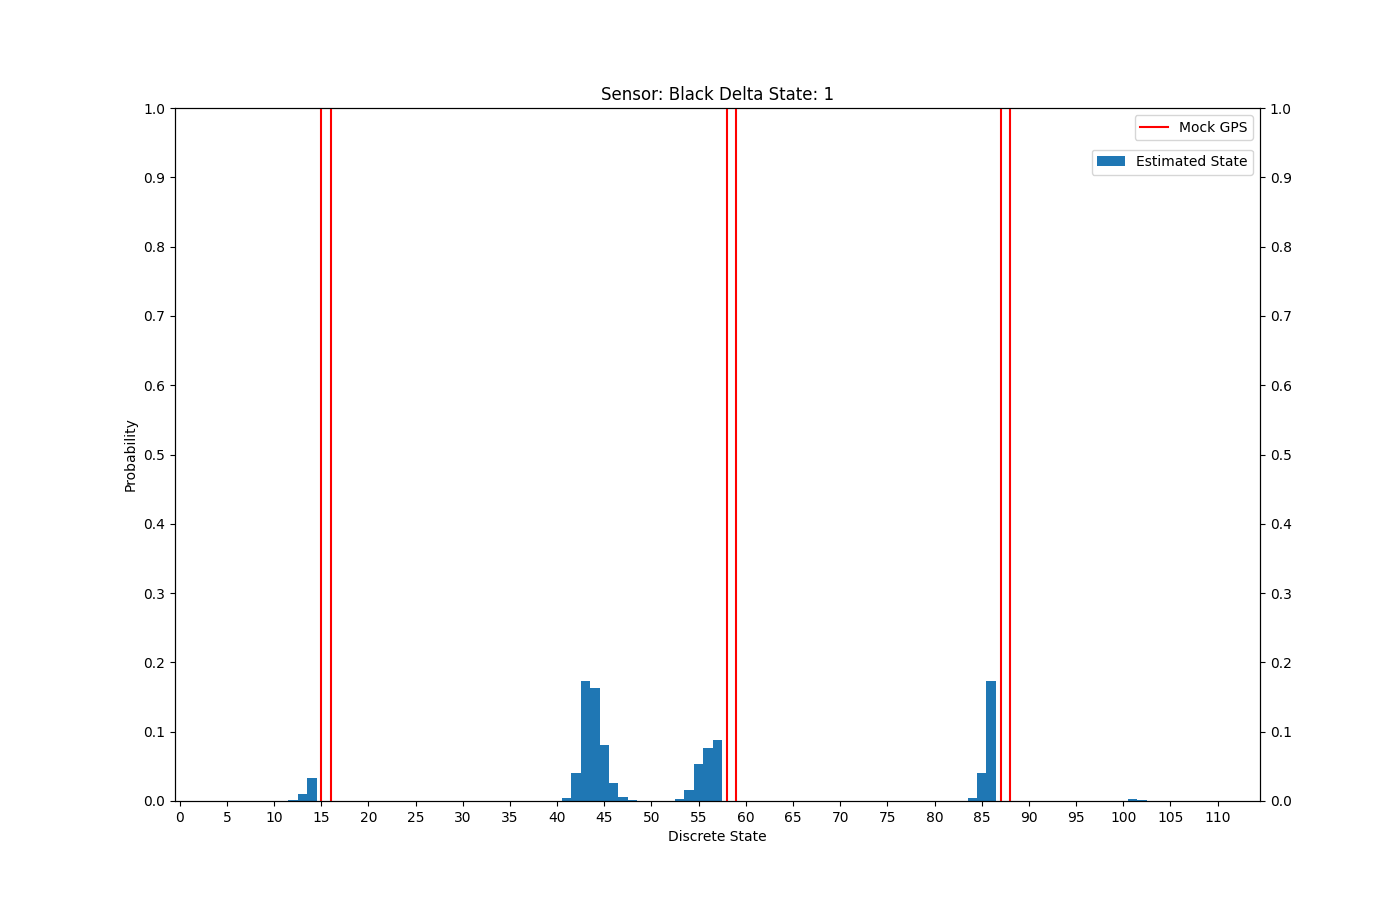 Sensor: Black Delta State: 1
1.0 1.0
Mock GPS
Estimated State
0.9 0.9
0.8 0.8
0.7 0.7
0.6 0.6
0.5 0.5
0.4 0.4
0.3 0.3
0.2 0.2
0.1 0.1
0.0 0.0
Probability
0 5 10 15 20 25 30 35 40 45 50 55 60 65 70 75 80 85 90 95 100 105 110
Discrete State